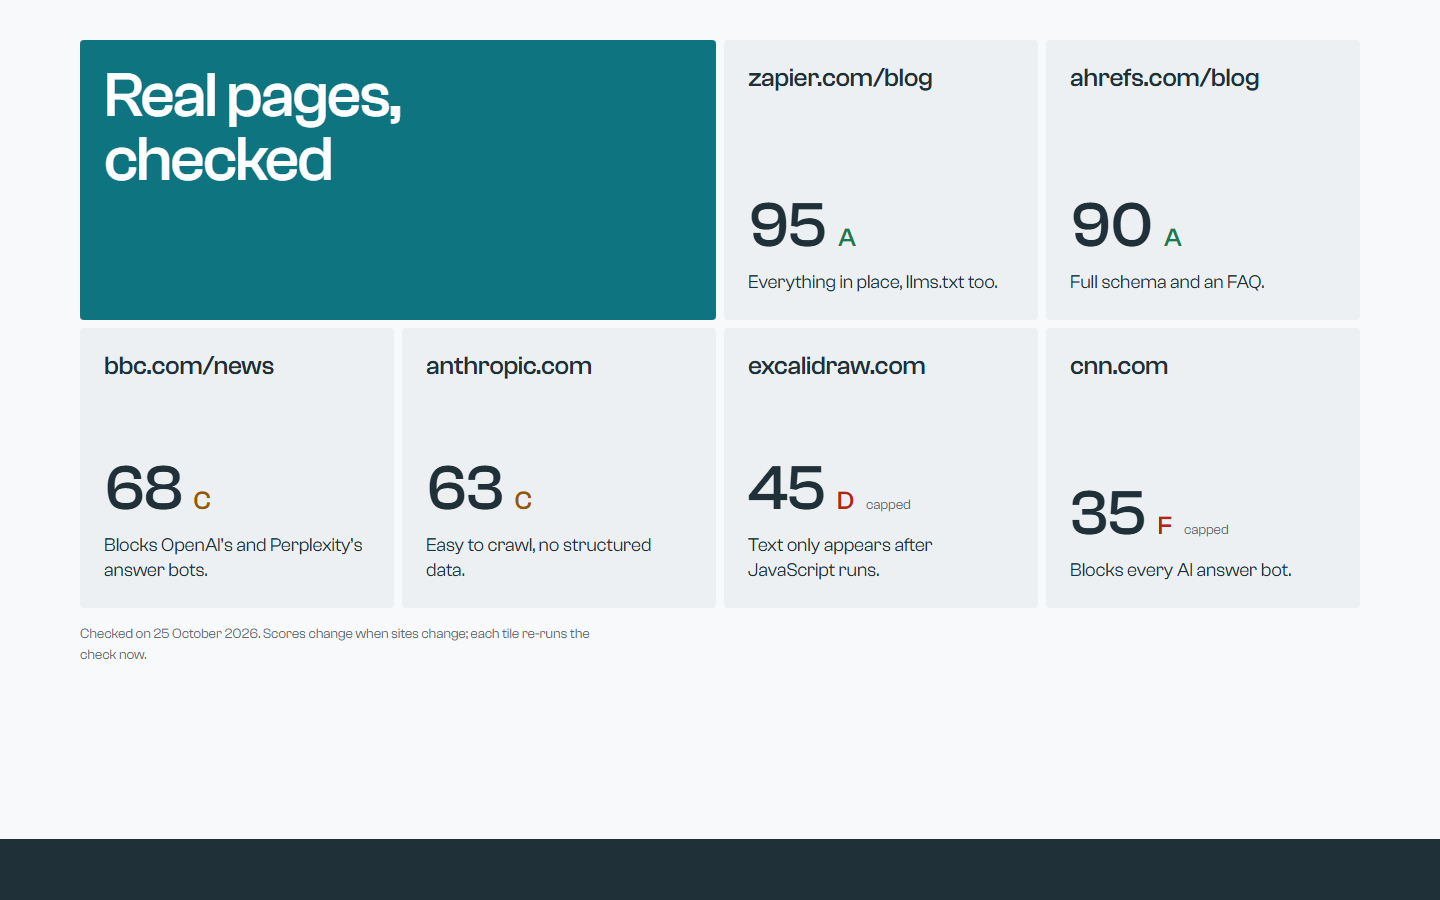 Real pages,
checked
zapier.com/blog
95 A
Everything in place, llms.txt too.
ahrefs.com/blog
90 A
Full schema and an FAQ.
bbc.com/news
68 C
Blocks OpenAI's and Perplexity's
answer bots.
anthropic.com
63 C
Easy to crawl, no structured
data.
excalidraw.com
45 D capped
Text only appears after
JavaScript runs.
cnn.com
35 F capped
Blocks every AI answer bot.
Checked on 25 October 2026. Scores change when sites change; each tile re-runs the
check now.